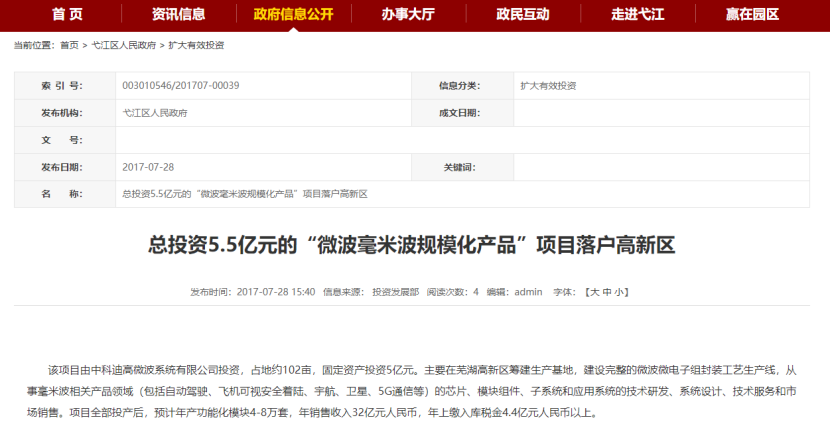 首 页 资讯信息 政府信息公开 办事大厅 政民互动 走进弋江 赢在园区
当前位置：首页 > 弋江区人民政府 > 扩大有效投资
索 引 号： 003010546/201707-00039 信息分类： 扩大有效投资
发布机构： 弋江区人民政府 成文日期：
文 号：
发布日期： 2017-07-28 关键词：
名 称： 总投资5.5亿元的“微波毫米波规模化产品”项目落户高新区
总投资5.5亿元的“微波毫米波规模化产品”项目落户高新区
发布时间：2017-07-28 15:40 信息来源： 投资发展部 阅读次数：4 编辑：admin 字体：【大 中 小】
该项目由中科迪高微波系统有限公司投资，占地约102亩，固定资产投资5亿元。主要在芜湖高新区筹建生产基地，建设完整的微波微电子组封装工艺生产线，从
事毫米波相关产品领域（包括自动驾驶、飞机可视安全着陆、宇航、卫星、5G通信等）的芯片、模块组件、子系统和应用系统的技术研发、系统设计、技术服务和市
场销售。项目全部投产后，预计年产功能化模块4-8万套，年销售收入32亿元人民币，年上缴入库税金4.4亿元人民币以上。